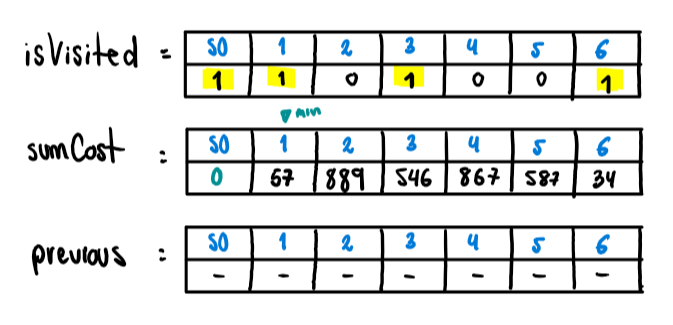 isVisited = S0 1 2 3 4 5 6
1 1 0 1 0 0 1
▽ Min
sumCost : S0 1 2 3 4 5 6
0 67 889 546 867 587 34
previous : S0 1 2 3 4 5 6
- - - - - - -